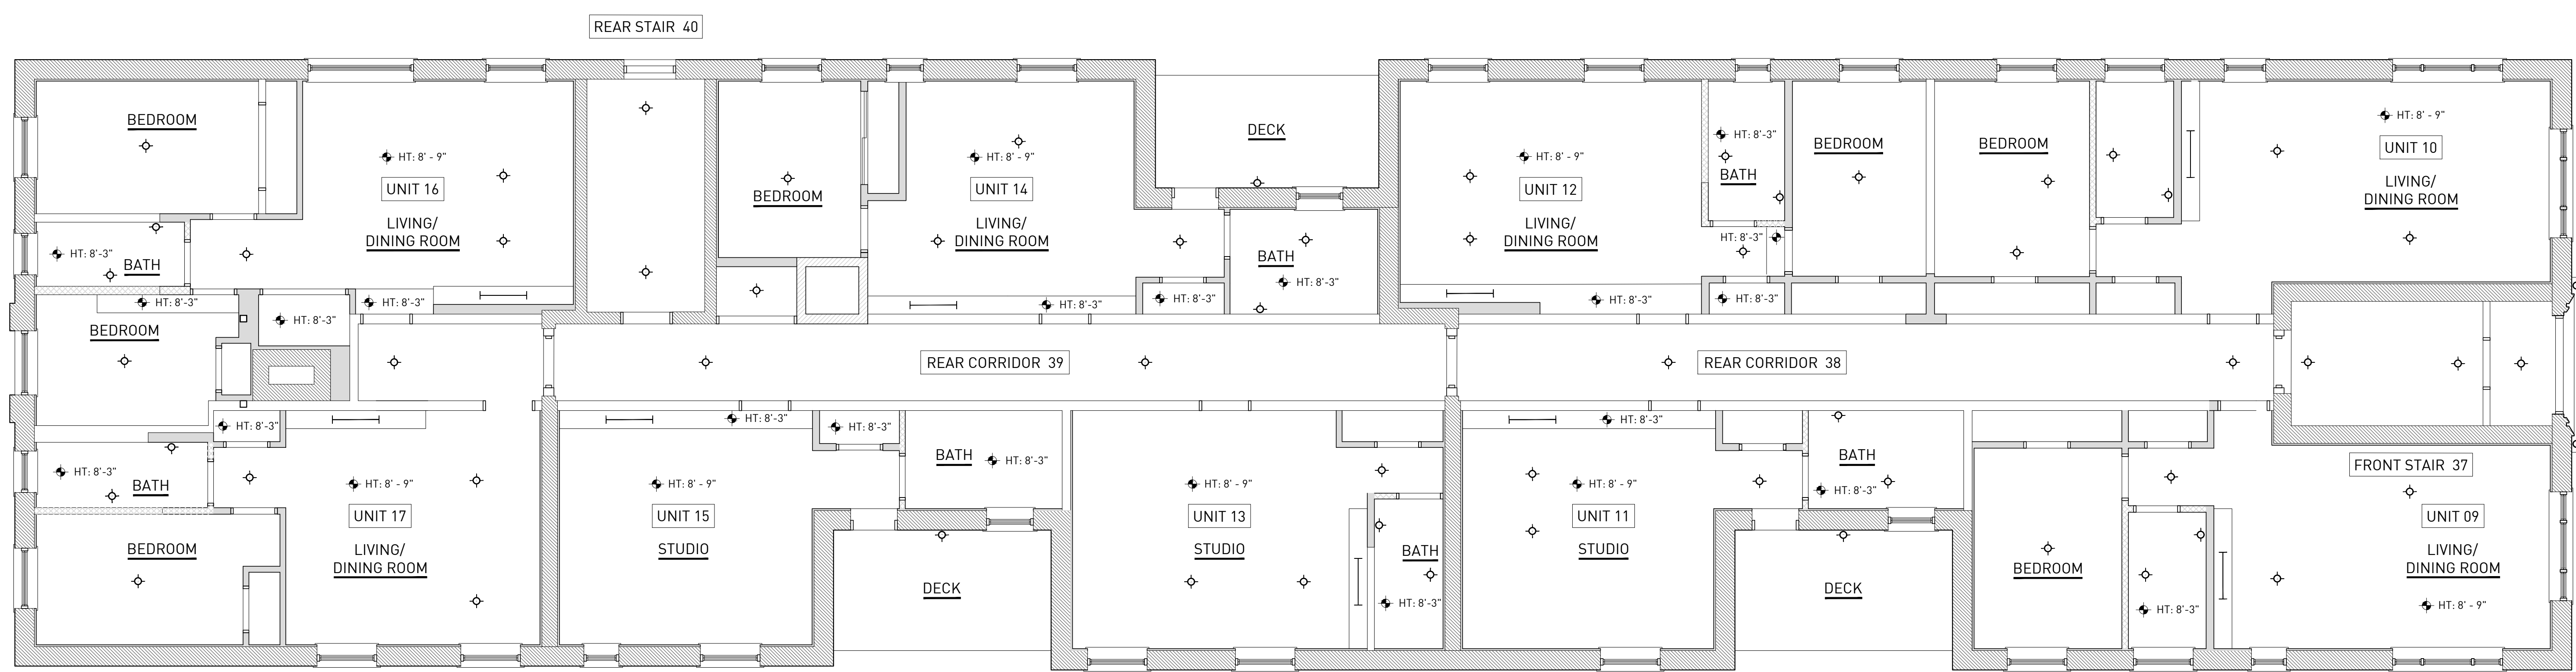 REAR STAIR 40
BEDROOM
HT: 8' - 9"
UNIT 16
LIVING/
DINING ROOM
HT: 8'-3"
BATH
HT: 8'-3"
BEDROOM
HT: 8'-3"
HT: 8'-3"
BEDROOM
HT: 8' - 9"
UNIT 14
LIVING/
DINING ROOM
HT: 8'-3"
HT: 8'-3"
BATH
HT: 8'-3"
DECK
HT: 8' - 9"
UNIT 12
LIVING/
DINING ROOM
HT: 8'-3"
HT: 8'-3"
BATH
HT: 8'-3"
HT: 8'-3"
BEDROOM
BEDROOM
HT: 8' - 9"
UNIT 10
LIVING/
DINING ROOM
REAR CORRIDOR 39
REAR CORRIDOR 38
HT: 8'-3"
HT: 8'-3"
BATH
BEDROOM
HT: 8' - 9"
UNIT 17
LIVING/
DINING ROOM
HT: 8'-3"
HT: 8'-3"
HT: 8' - 9"
UNIT 15
STUDIO
BATH
HT: 8'-3"
DECK
HT: 8' - 9"
UNIT 13
STUDIO
BATH
HT: 8'-3"
HT: 8'-3"
HT: 8' - 9"
UNIT 11
STUDIO
BATH
HT: 8'-3"
DECK
BEDROOM
HT: 8'-3"
FRONT STAIR 37
UNIT 09
LIVING/
DINING ROOM
HT: 8' - 9"